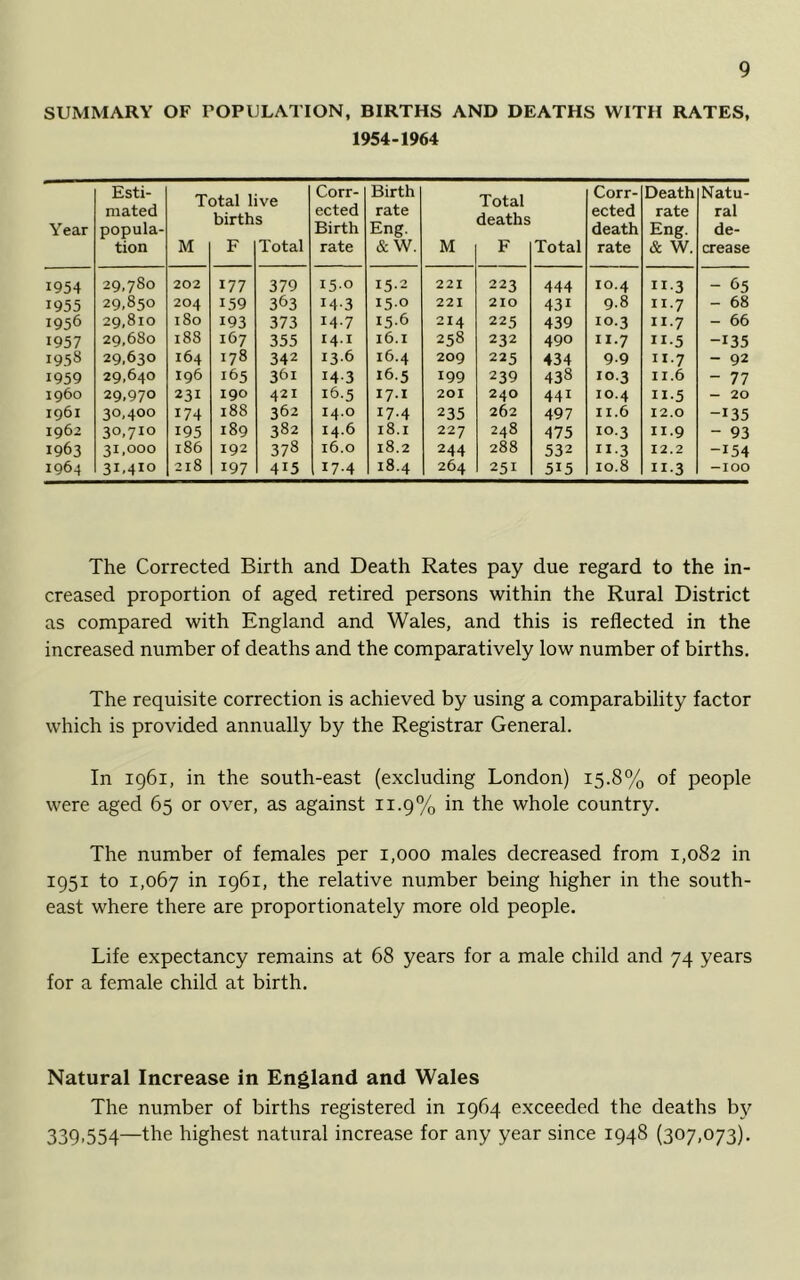 9
SUMMARY OF POPULATION, BIRTHS AND DEATHS WITH RATES,
1954-1964
Year | Estimated population | Total live births M | F | Total | Corrected Birth rate | Birth rate Eng. & W. | Total deaths M | F | Total | Corrected death rate | Death rate Eng. & W. | Natural decrease
1954 | 29,780 | 202 | 177 | 379 | 15.0 | 15.2 | 221 | 223 | 444 | 10.4 | 11.3 | - 65
1955 | 29,850 | 204 | 159 | 363 | 14.3 | 15.0 | 221 | 210 | 431 | 9.8 | 11.7 | - 68
1956 | 29,810 | 180 | 193 | 373 | 14.7 | 15.6 | 214 | 225 | 439 | 10.3 | 11.7 | - 66
1957 | 29,680 | 188 | 167 | 355 | 14.1 | 16.1 | 258 | 232 | 490 | 11.7 | 11.5 | -135
1958 | 29,630 | 164 | 178 | 342 | 13.6 | 16.4 | 209 | 225 | 434 | 9.9 | 11.7 | - 92
1959 | 29,640 | 196 | 165 | 361 | 14.3 | 16.5 | 199 | 239 | 438 | 10.3 | 11.6 | - 77
1960 | 29,970 | 231 | 190 | 421 | 16.5 | 17.1 | 201 | 240 | 441 | 10.4 | 11.5 | - 20
1961 | 30,400 | 174 | 188 | 362 | 14.0 | 17.4 | 235 | 262 | 497 | 11.6 | 12.0 | -135
1962 | 30,710 | 195 | 189 | 382 | 14.6 | 18.1 | 227 | 248 | 475 | 10.3 | 11.9 | - 93
1963 | 31,000 | 186 | 192 | 378 | 16.0 | 18.2 | 244 | 288 | 532 | 11.3 | 12.2 | -154
1964 | 31,410 | 218 | 197 | 415 | 17.4 | 18.4 | 264 | 251 | 515 | 10.8 | 11.3 | -100
The Corrected Birth and Death Rates pay due regard to the in-
creased proportion of aged retired persons within the Rural District
as compared with England and Wales, and this is reflected in the
increased number of deaths and the comparatively low number of births.
The requisite correction is achieved by using a comparability factor
which is provided annually by the Registrar General.
In 1961, in the south-east (excluding London) 15.8% of people
were aged 65 or over, as against 11.9% in the whole country.
The number of females per 1,000 males decreased from 1,082 in
1951 to 1,067 in 1961, the relative number being higher in the south-
east where there are proportionately more old people.
Life expectancy remains at 68 years for a male child and 74 years
for a female child at birth.
Natural Increase in England and Wales
The number of births registered in 1964 exceeded the deaths by
339,554—the highest natural increase for any year since 1948 (307,073).